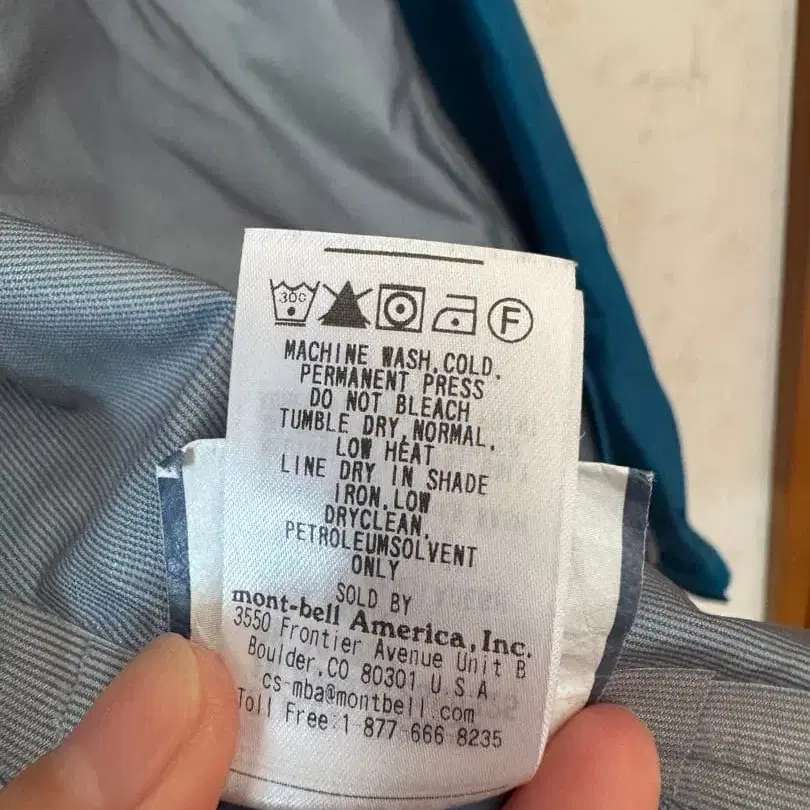 30C F
MACHINE WASH,COLD,
PERMANENT PRESS
DO NOT BLEACH
TUMBLE DRY,NORMAL,
LOW HEAT
LINE DRY IN SHADE
IRON,LOW
DRYCLEAN,
PETROLEUMSOLVENT
ONLY
SOLD BY
mont-bell America,Inc.
3550 Frontier Avenue Unit B
Boulder,CO 80301 U.S.A.
cs-mba@montbell.com
Toll Free:1-877-666-8235